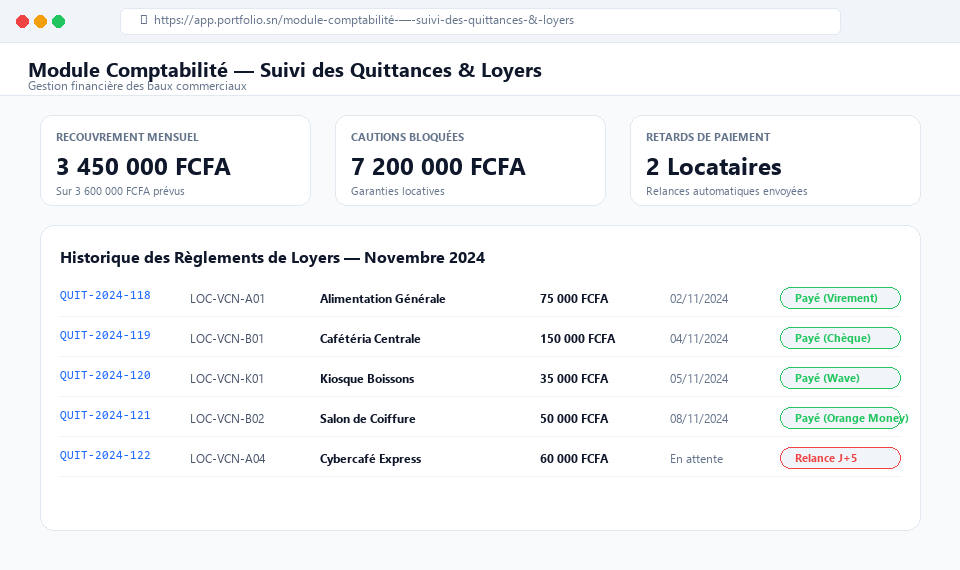 https://app.portfolio.sn/module-comptabilité-—-suivi-des-quittances-&-loyers
Module Comptabilité — Suivi des Quittances & Loyers
Gestion financière des baux commerciaux
RECOUVREMENT MENSUEL
3 450 000 FCFA
Sur 3 600 000 FCFA prévus
CAUTIONS BLOQUÉES
7 200 000 FCFA
Garanties locatives
RETARDS DE PAIEMENT
2 Locataires
Relances automatiques envoyées
Historique des Règlements de Loyers — Novembre 2024
QUIT-2024-118 LOC-VCN-A01 Alimentation Générale 75 000 FCFA 02/11/2024 Payé (Virement)
QUIT-2024-119 LOC-VCN-B01 Cafétéria Centrale 150 000 FCFA 04/11/2024 Payé (Chèque)
QUIT-2024-120 LOC-VCN-K01 Kiosque Boissons 35 000 FCFA 05/11/2024 Payé (Wave)
QUIT-2024-121 LOC-VCN-B02 Salon de Coiffure 50 000 FCFA 08/11/2024 Payé (Orange Money)
QUIT-2024-122 LOC-VCN-A04 Cybercafé Express 60 000 FCFA En attente Relance J+5